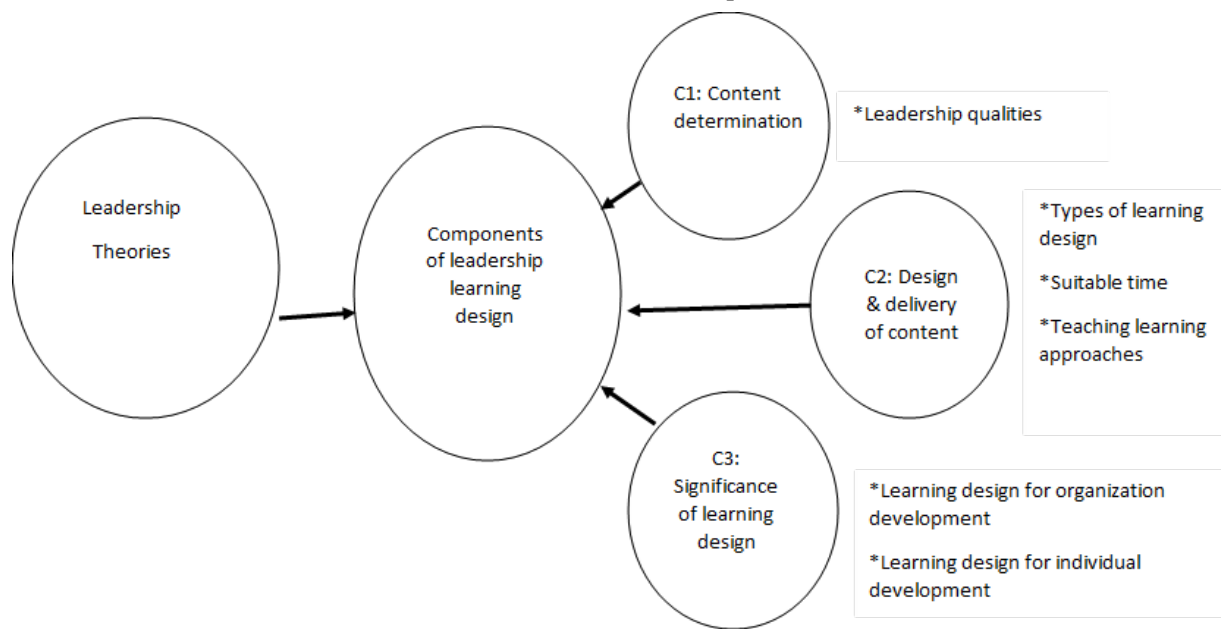 Leadership
Theories
Components
of leadership
learning
design
C1: Content
determination
*Leadership qualities
C2: Design
& delivery
of content
*Types of learning
design
*Suitable time
*Teaching learning
approaches
C3:
Significance
of learning
design
*Learning design for organization
development
*Learning design for individual
development